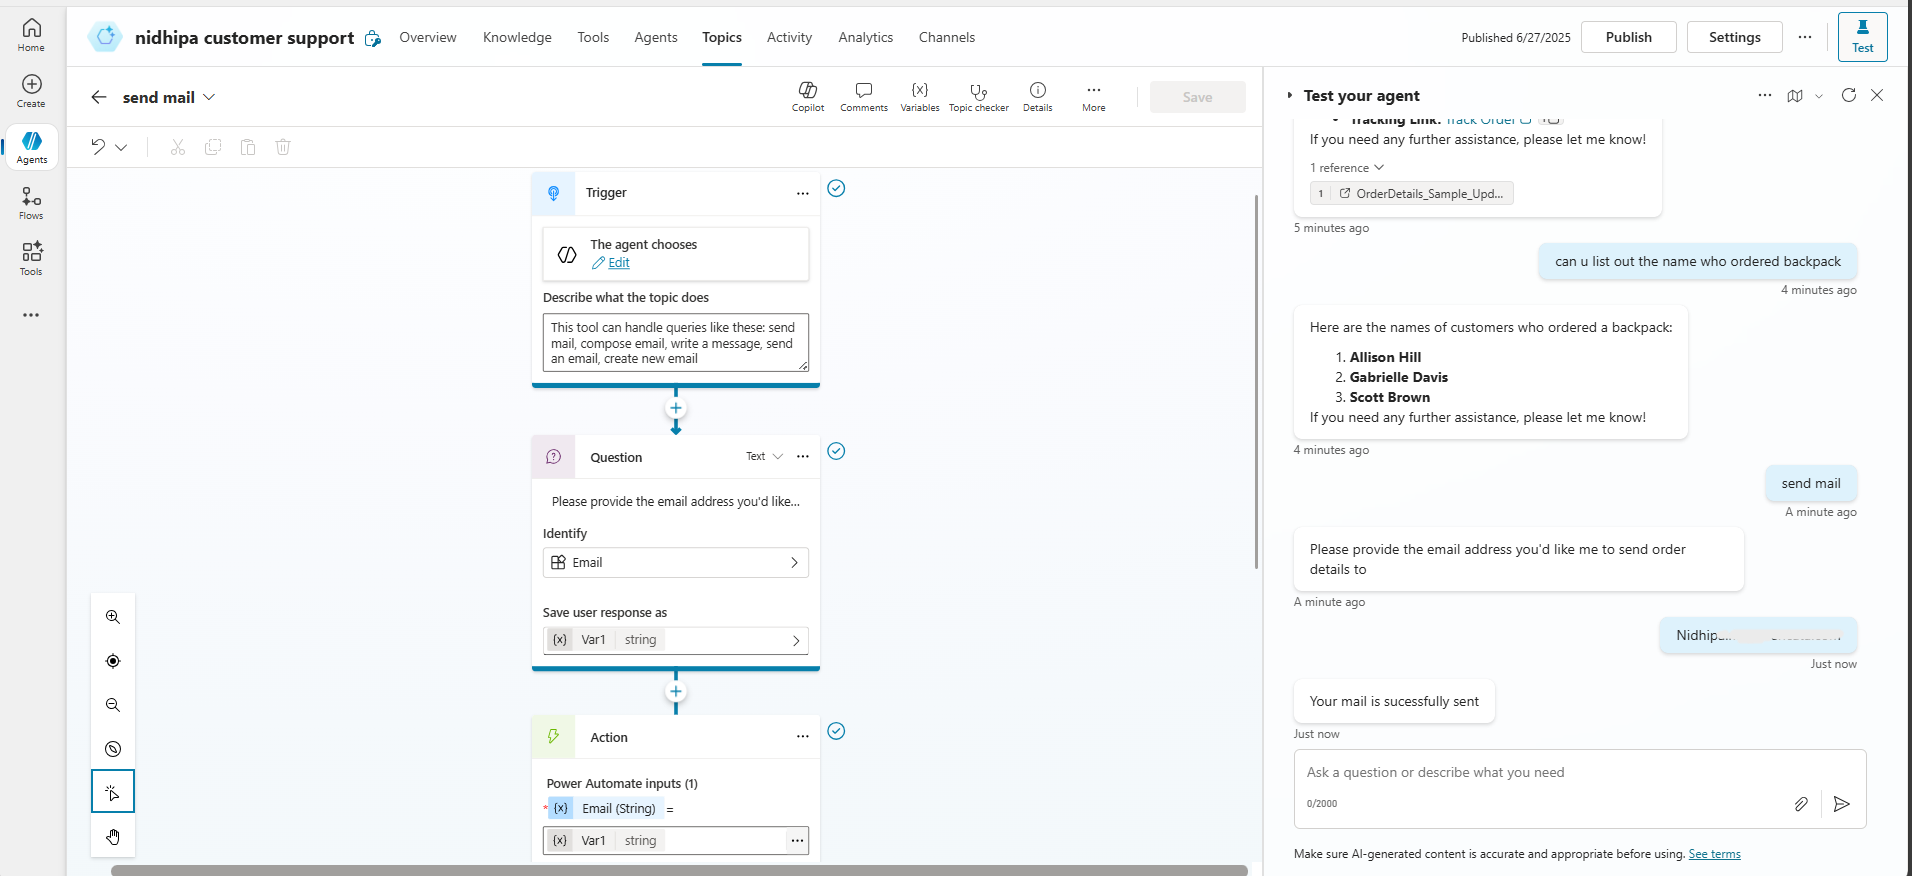 Home
Create
Agents
Flows
Tools
nidhipa customer support
Overview
Knowledge
Tools
Agents
Topics
Activity
Analytics
Channels
Published 6/27/2025
Publish
Settings
Test
send mail
Copilot
Comments
Variables
Topic checker
Details
More
Save
Trigger
The agent chooses
Edit
Describe what the topic does
This tool can handle queries like these: send
mail, compose email, write a message, send
an email, create new email
Question
Text
Please provide the email address you'd like...
Identify
Email
Save user response as
{x} Var1 string
Action
Power Automate inputs (1)
* {x} Email (String) =
{x} Var1 string
Test your agent
Tracking Link: Track Order
If you need any further assistance, please let me know!
1 reference
1 OrderDetails_Sample_Upd...
5 minutes ago
can u list out the name who ordered backpack
4 minutes ago
Here are the names of customers who ordered a backpack:
1. Allison Hill
2. Gabrielle Davis
3. Scott Brown
If you need any further assistance, please let me know!
4 minutes ago
send mail
A minute ago
Please provide the email address you'd like me to send order
details to
A minute ago
Just now
Your mail is sucessfully sent
Just now
Ask a question or describe what you need
0/2000
Make sure AI-generated content is accurate and appropriate before using. See terms